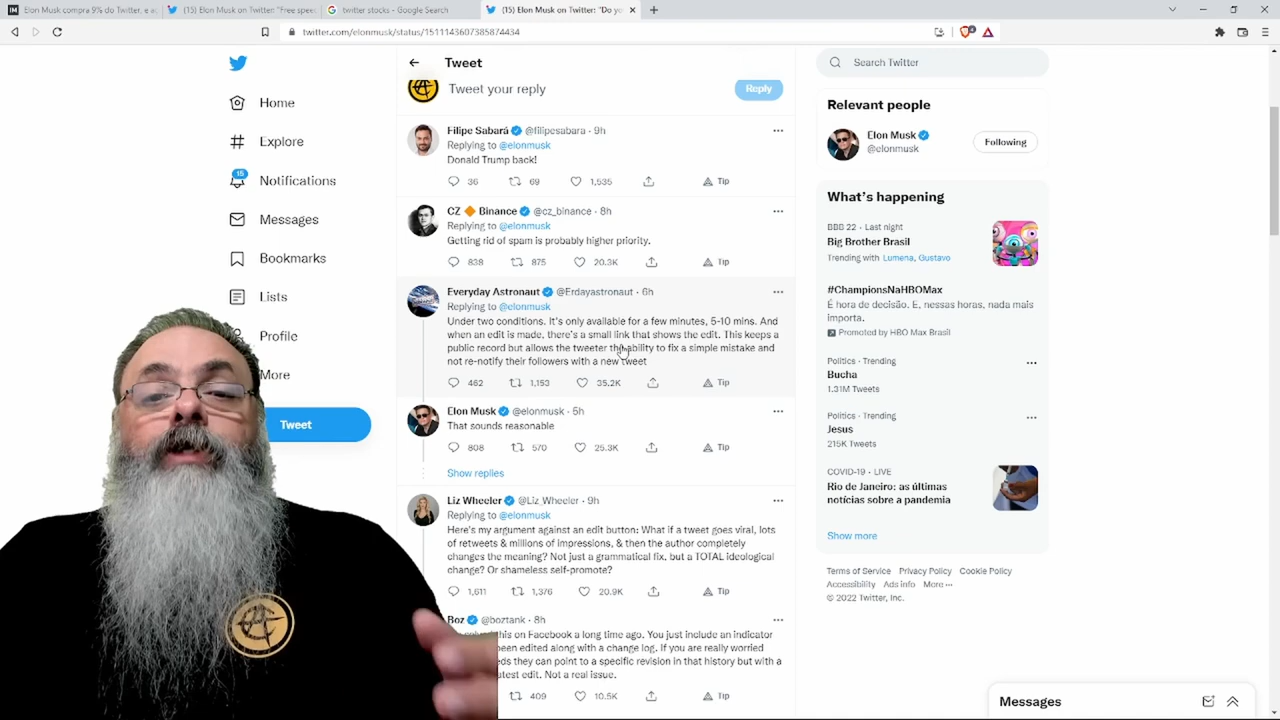 Elon Musk compra 9% do Twitter, e a
(15) Elon Musk on Twitter: "Free spee
twitter stocks - Google Search
(15) Elon Musk on Twitter: "Do yo
twitter.com/elonmusk/status/1511143607385874434
Home
Explore
15
Notifications
Messages
Bookmarks
Lists
Profile
More
Tweet
Tweet
Tweet your reply
Reply
Filipe Sabará @filipesabara · 9h
Replying to @elonmusk
Donald Trump back!
36 69 1,535 Tip
CZ Binance @cz_binance · 8h
Replying to @elonmusk
Getting rid of spam is probably higher priority.
838 875 20.3K Tip
Everyday Astronaut @Erdayastronaut · 6h
Replying to @elonmusk
Under two conditions. It's only available for a few minutes, 5-10 mins. And
when an edit is made, there's a small link that shows the edit. This keeps a
public record but allows the tweeter the ability to fix a simple mistake and
not re-notify their followers with a new tweet
462 1,153 35.2K Tip
Elon Musk @elonmusk · 5h
That sounds reasonable
808 570 25.3K Tip
Show replies
Liz Wheeler @Liz_Wheeler · 9h
Replying to @elonmusk
Here's my argument against an edit button: What if a tweet goes viral, lots
of retweets & millions of impressions, & then the author completely
changes the meaning? Not just a grammatical fix, but a TOTAL ideological
change? Or shameless self-promote?
1,611 1,376 20.9K Tip
Boz @boztank · 8h
this on Facebook a long time ago. You just include an indicator
been edited along with a change log. If you are really worried
they can point to a specific revision in that history but with a
edit. Not a real issue.
409 10.5K Tip
Search Twitter
Relevant people
Elon Musk
@elonmusk
Following
What's happening
BBB 22 · Last night
Big Brother Brasil
Trending with Lumena, Gustavo
#ChampionsNaHBOMax
É hora de decisão. E, nessas horas, nada mais
importa.
Promoted by HBO Max Brasil
Politics · Trending
Bucha
1.31M Tweets
Politics · Trending
Jesus
215K Tweets
COVID-19 · LIVE
Rio de Janeiro: as últimas
notícias sobre a pandemia
Show more
Terms of Service Privacy Policy Cookie Policy
Accessibility Ads info More ···
© 2022 Twitter, Inc.
Messages